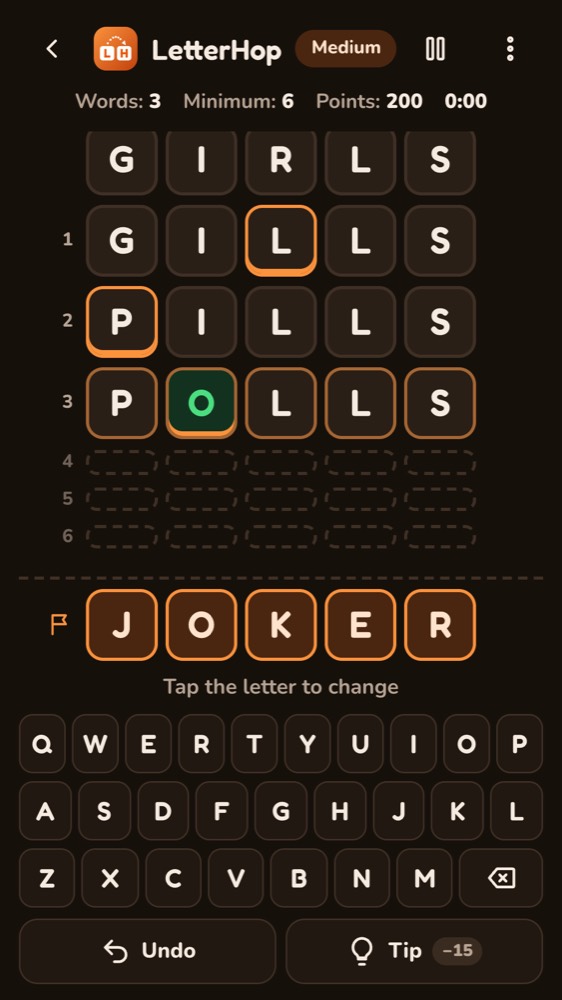 LH LetterHop Medium
Words: 3 Minimum: 6 Points: 200 0:00
G I R L S
1 G I L L S
2 P I L L S
3 P O L L S
4
5
6
J O K E R
Tap the letter to change
Q W E R T Y U I O P
A S D F G H J K L
Z X C V B N M
Undo Tip −15